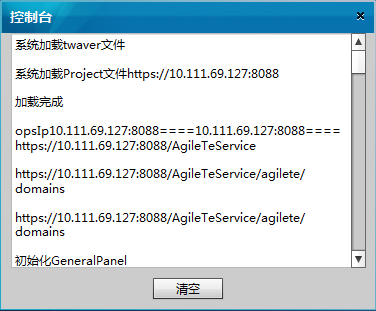 控制台
系统加载twaver文件
系统加载Project文件https://10.111.69.127:8088
加载完成
opsIp10.111.69.127:8088====10.111.69.127:8088====
https://10.111.69.127:8088/AgileTeService
https://10.111.69.127:8088/AgileTeService/agilete/
domains
https://10.111.69.127:8088/AgileTeService/agilete/
domains
初始化GeneralPanel
清空